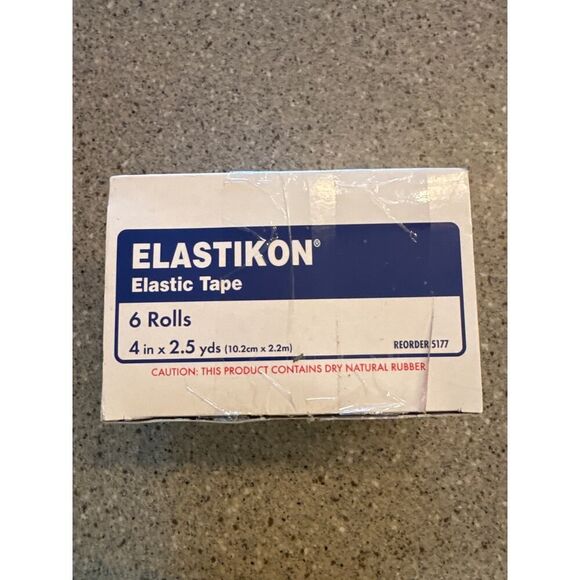 ELASTIKON®
Elastic Tape
6 Rolls
4 in x 2.5 yds (10.2cm x 2.2m)
REORDER 5177
CAUTION: THIS PRODUCT CONTAINS DRY NATURAL RUBBER